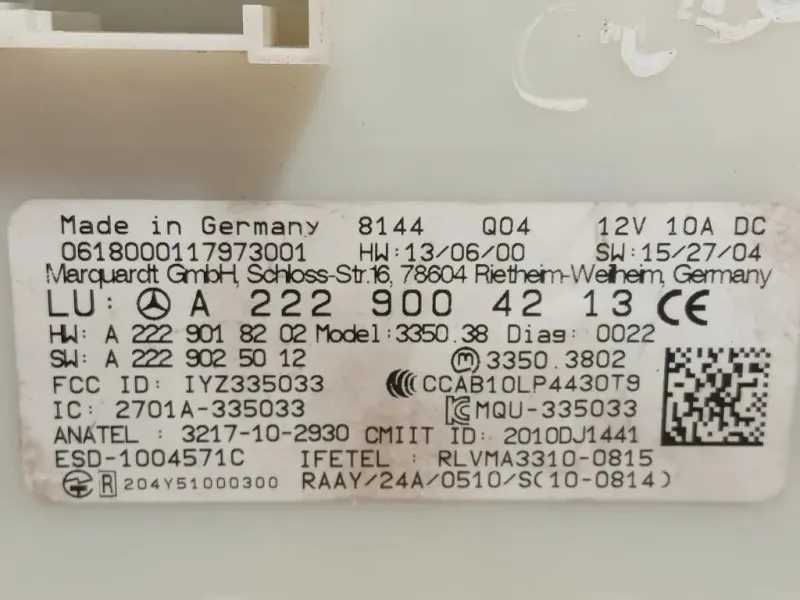 Made in Germany 8144 Q04 12V 10A DC
0618000117973001 HW:13/06/00 SW:15/27/04
Marquardt GmbH, Schloss-Str.16, 78604 Rietheim-Weilheim, Germany
LU: A 222 900 42 13 CE
HW: A 222 901 82 02 Model:3350.38 Diag: 0022
SW: A 222 902 50 12 M 3350.3802
FCC ID: IYZ335033 CCAB10LP4430T9
IC: 2701A-335033 MQU-335033
ANATEL : 3217-10-2930 CMIIT ID: 2010DJ1441
ESD-1004571C IFETEL : RLVMA3310-0815
R 204Y51000300 RAAY/24A/0510/S(10-0814)